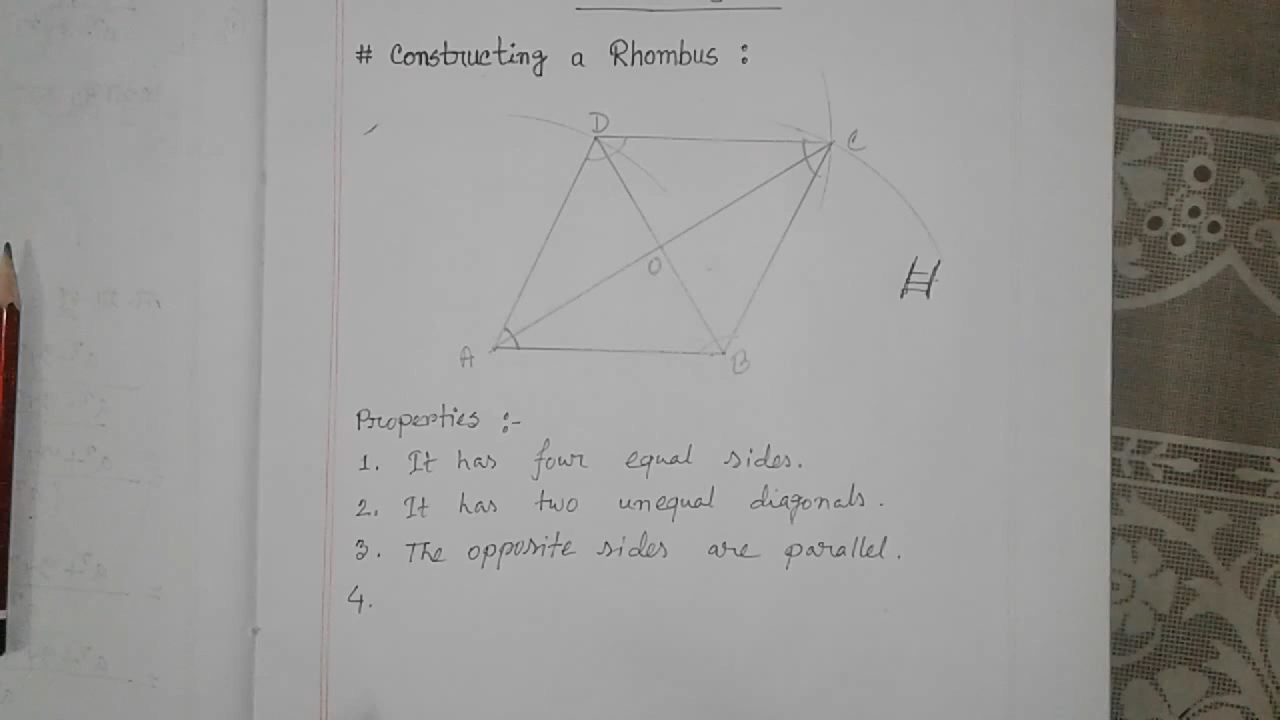 # Constructing a Rhombus :
D
C
O
A
B
Properties :-
1. It has four equal sides.
2. It has two unequal diagonals.
3. The opposite sides are parallel.
4.